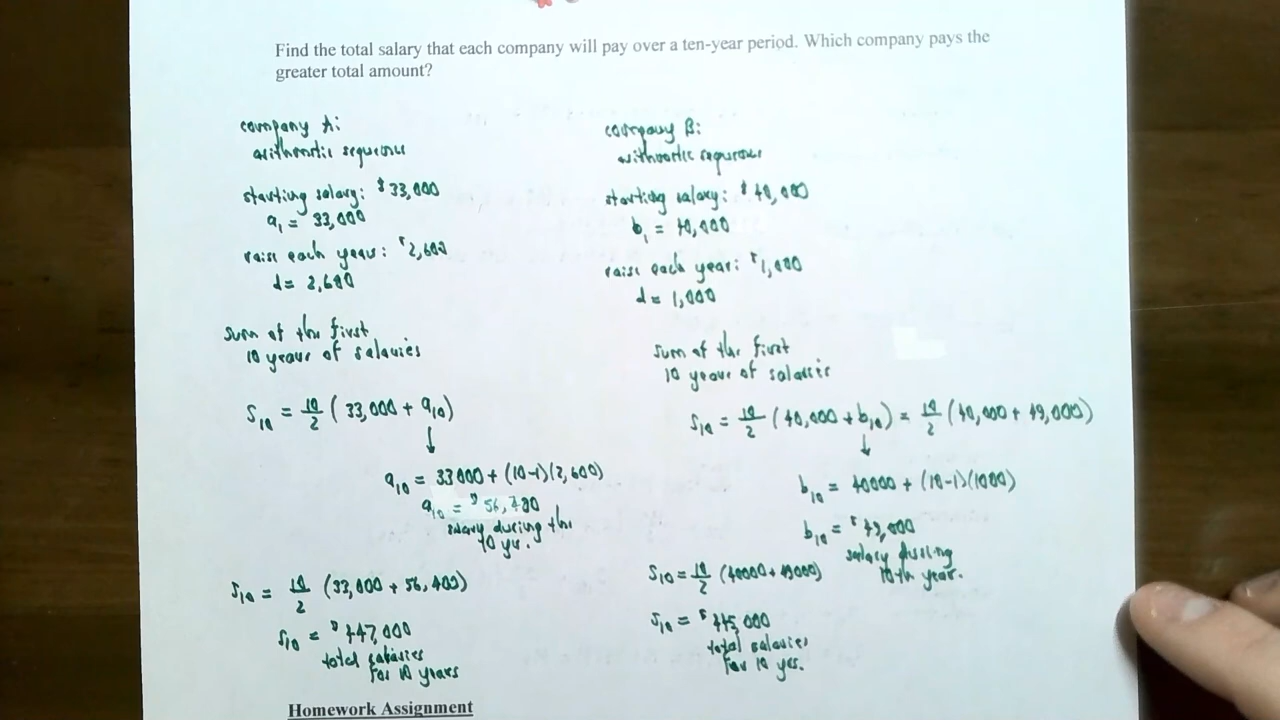 Find the total salary that each company will pay over a ten-year period. Which company pays the
greater total amount?
company A:
arithmetic sequence
starting salary: $33,000
a₁ = 33,000
raise each year: $2,600
d = 2,600
sum of the first
10 years of salaries
S₁₀ = 10/2 (33,000 + a₁₀)
↓
a₁₀ = 33000 + (10-1)(2,600)
a₁₀ = $56,400
salary during the
10 yr.
S₁₀ = 10/2 (33,000 + 56,400)
S₁₀ = $447,000
total salaries
for 10 years
company B:
arithmetic sequence
starting salary: $40,000
b₁ = 40,000
raise each year: $1,000
d = 1,000
sum of the first
10 years of salaries
S₁₀ = 10/2 (40,000 + b₁₀) = 10/2 (40,000 + 49,000)
↓
b₁₀ = 40000 + (10-1)(1000)
b₁₀ = $49,000
salary during
10th year.
S₁₀ = 10/2 (40000 + 49000)
S₁₀ = $445,000
total salaries
for 10 yrs.
Homework Assignment